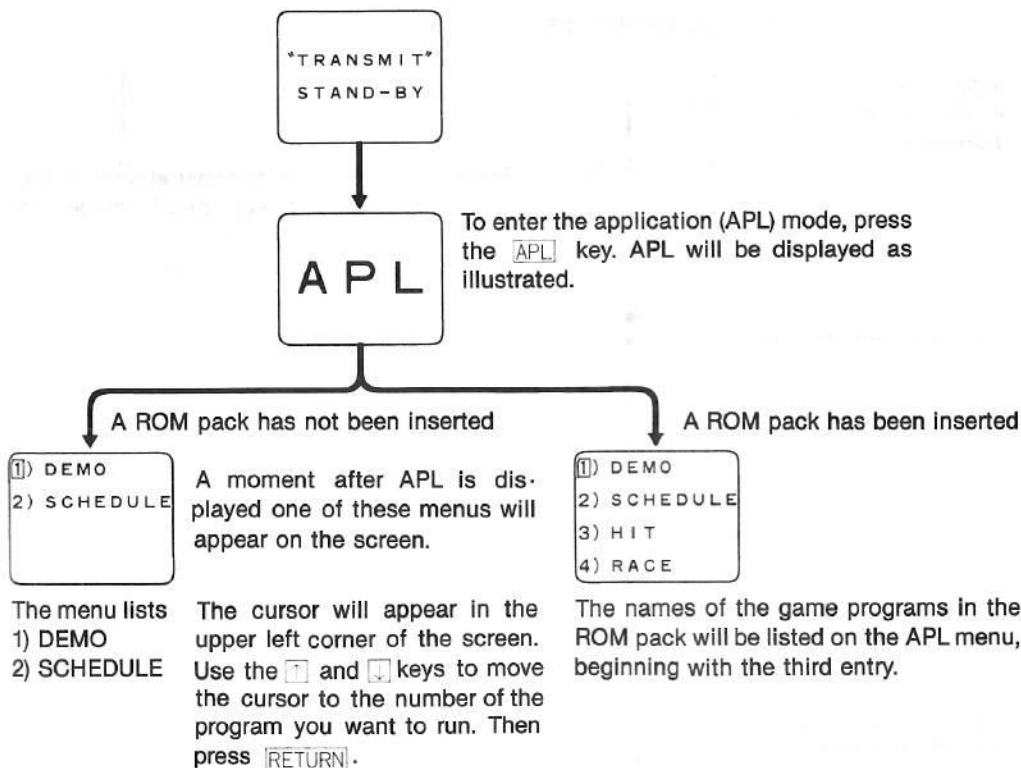 "TRANSMIT"
STAND-BY
To enter the application (APL) mode, press
the APL key. APL will be displayed as
illustrated.
APL
A ROM pack has not been inserted
1) DEMO
2) SCHEDULE
A moment after APL is dis-
played one of these menus will
appear on the screen.
The menu lists
1) DEMO
2) SCHEDULE
The cursor will appear in the
upper left corner of the screen.
Use the ↑ and ↓ keys to move
the cursor to the number of the
program you want to run. Then
press RETURN.
A ROM pack has been inserted
1) DEMO
2) SCHEDULE
3) HIT
4) RACE
The names of the game programs in the
ROM pack will be listed on the APL menu,
beginning with the third entry.